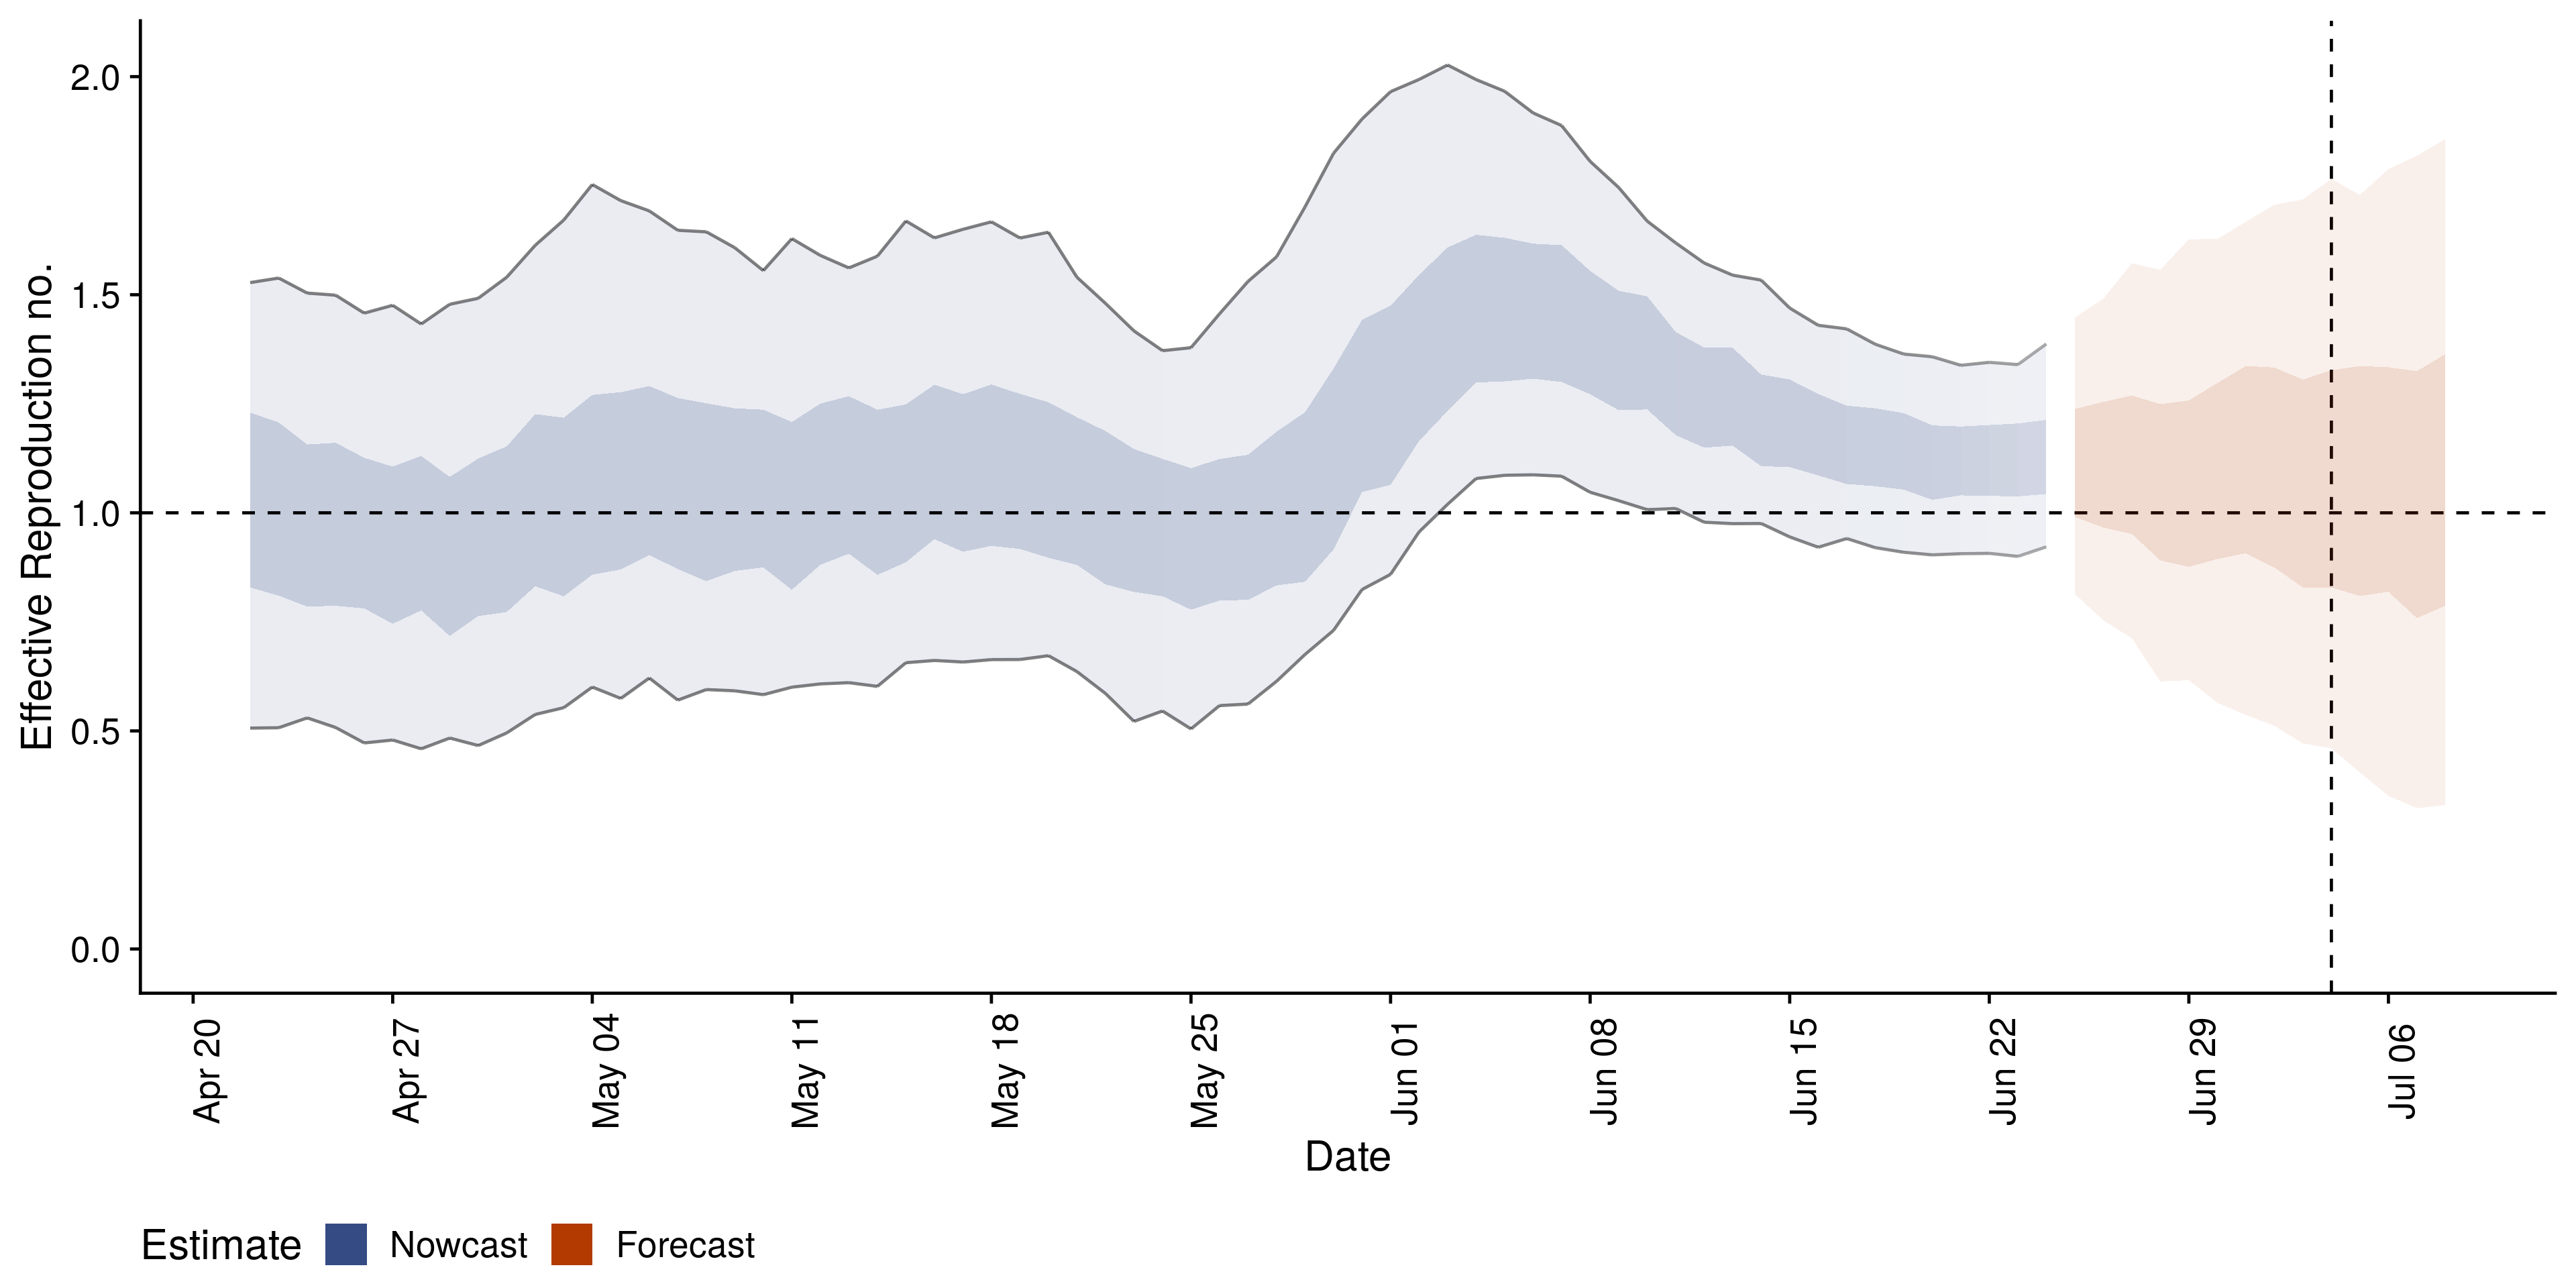 Effective Reproduction no.
2.0
1.5
1.0
0.5
0.0
Apr 20
Apr 27
May 04
May 11
May 18
May 25
Jun 01
Jun 08
Jun 15
Jun 22
Jun 29
Jul 06
Date
Estimate Nowcast Forecast